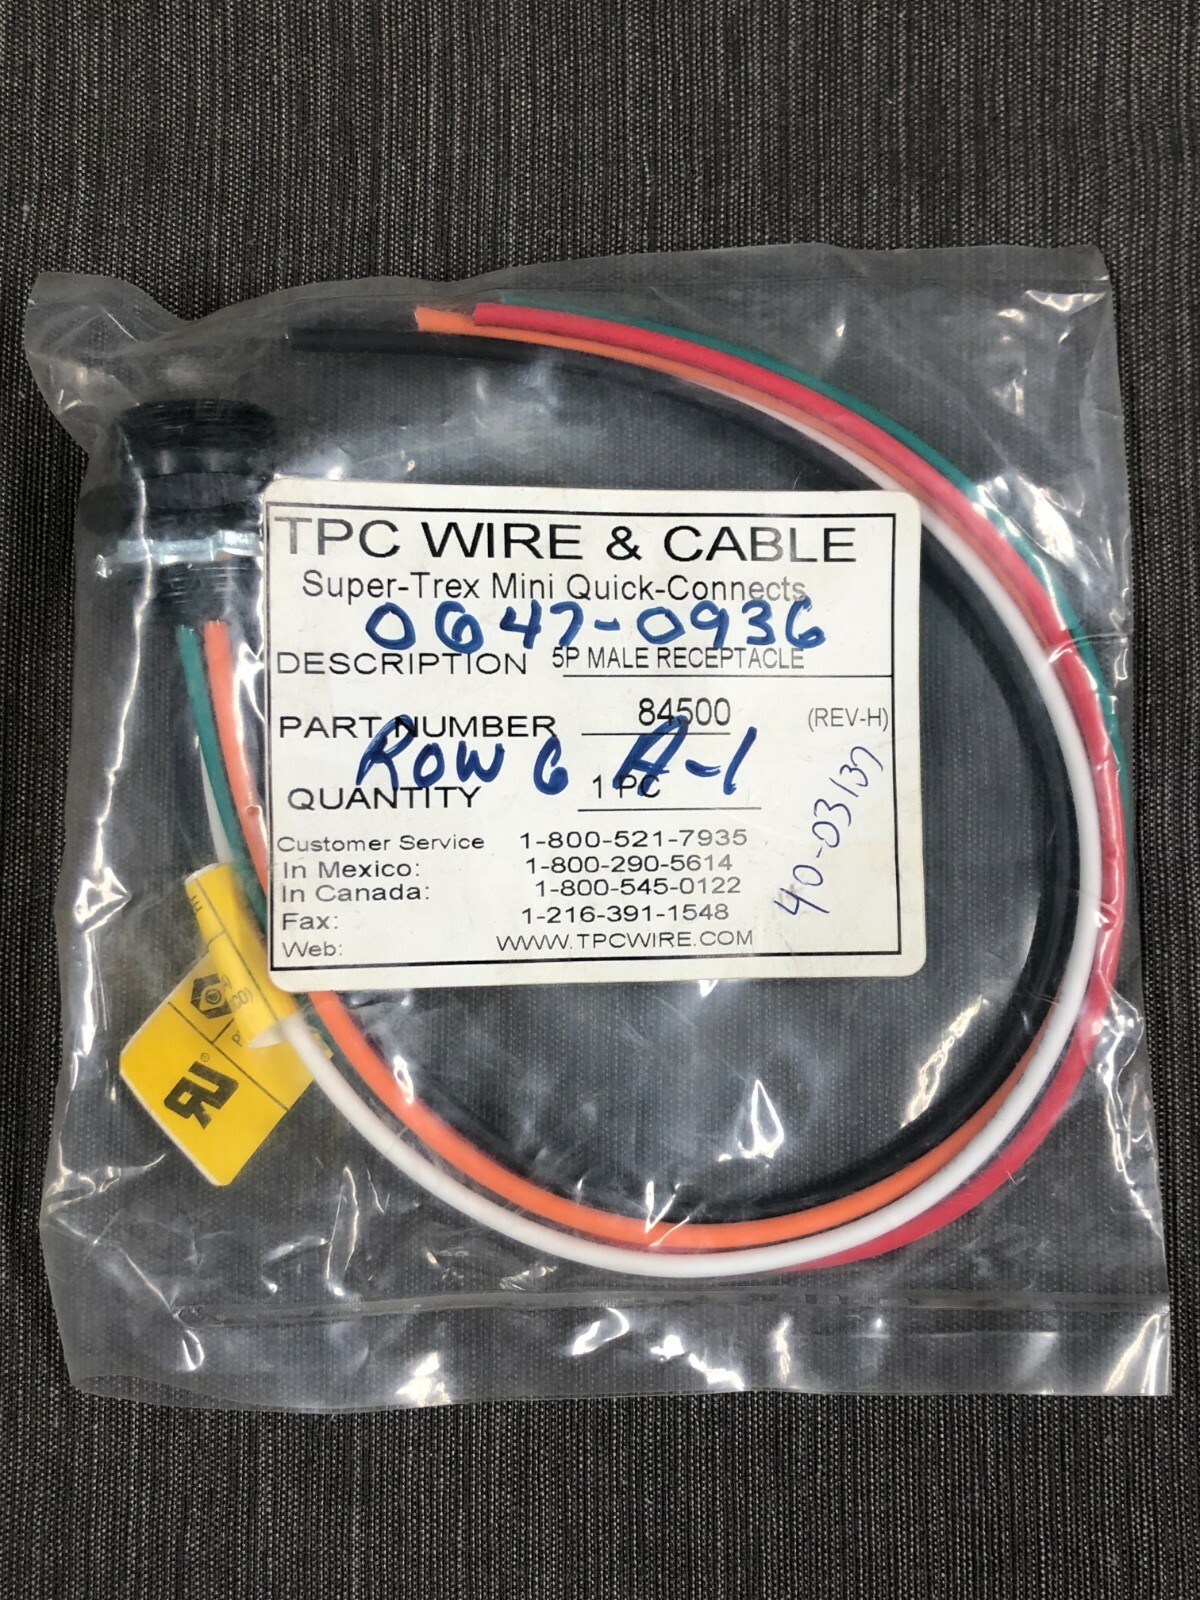 TPC WIRE & CABLE
Super-Trex Mini Quick-Connects
0647-0936
DESCRIPTION 5P MALE RECEPTACLE
PART NUMBER 84500 (REV-H)
ROW 6 A-1
QUANTITY 1 PC
40-03137
Customer Service 1-800-521-7935
In Mexico: 1-800-290-5614
In Canada: 1-800-545-0122
Fax: 1-216-391-1548
Web: WWW.TPCWIRE.COM